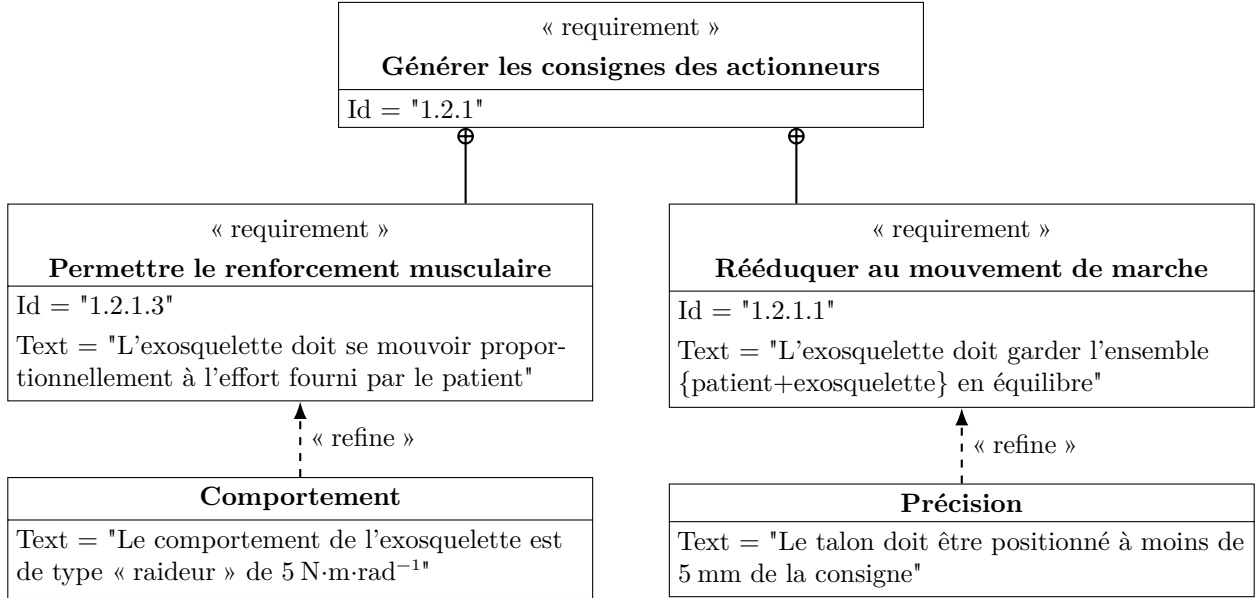 « requirement »
Générer les consignes des actionneurs
Id = "1.2.1"
« requirement »
Permettre le renforcement musculaire
Id = "1.2.1.3"
Text = "L'exosquelette doit se mouvoir propor-
tionnellement à l'effort fourni par le patient"
« refine »
Comportement
Text = "Le comportement de l'exosquelette est
de type « raideur » de 5 N·m·rad⁻¹"
« requirement »
Rééduquer au mouvement de marche
Id = "1.2.1.1"
Text = "L'exosquelette doit garder l'ensemble
{patient+exosquelette} en équilibre"
« refine »
Précision
Text = "Le talon doit être positionné à moins de
5 mm de la consigne"